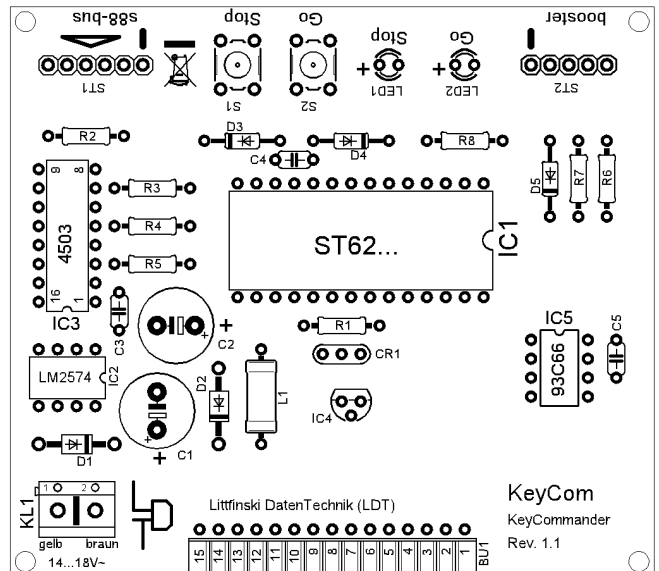 s88-bus
Stop
Go
Stop
Go
booster
ST1
S1
S2
LED1
LED2
ST2
R2
D3
D4
R8
C4
9 8
R3
D5
R7
R6
4503
R4
ST62...
IC1
R5
16 1
IC3
C3
C2
R1
IC5
C5
CR1
LM2574
IC2
D2
L1
93C66
IC4
D1
C1
KL1
1 2
gelb braun
14...18V~
Littfinski DatenTechnik (LDT)
KeyCom
KeyCommander
Rev. 1.1
15 14 13 12 11 10 9 8 7 6 5 4 3 2 1
BU1